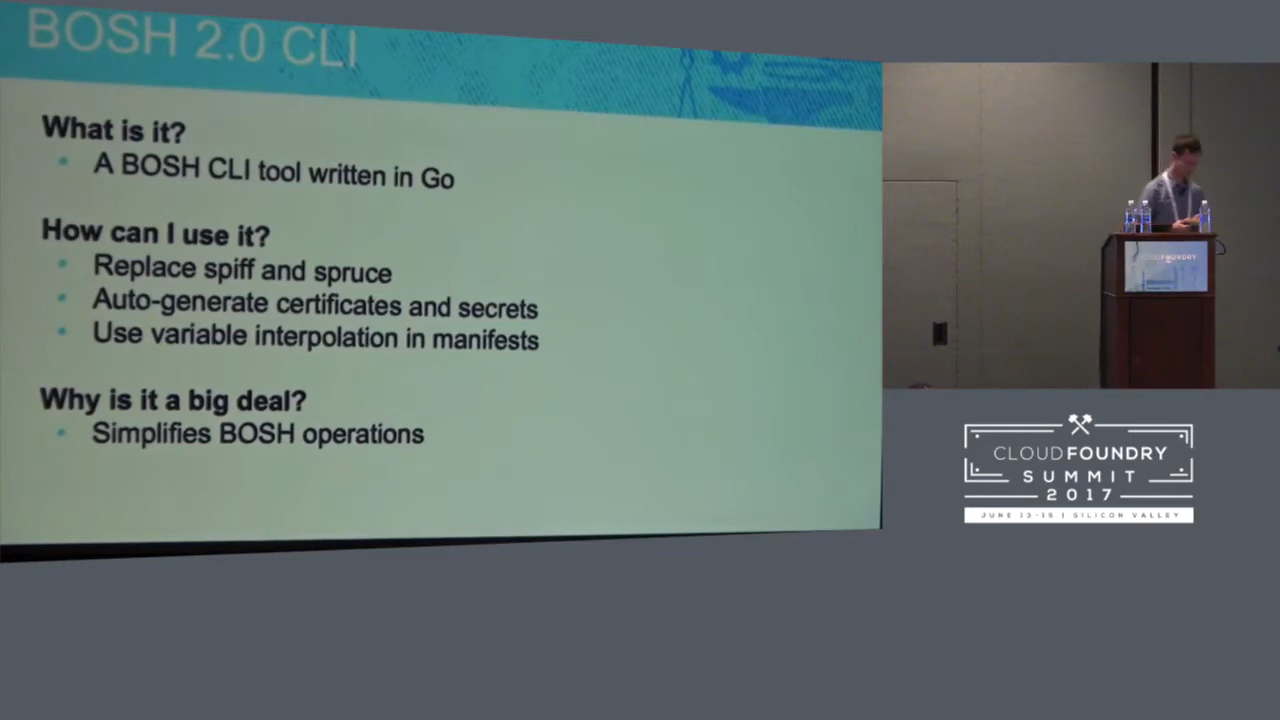 BOSH 2.0 CLI
What is it?
• A BOSH CLI tool written in Go
How can I use it?
• Replace spiff and spruce
• Auto-generate certificates and secrets
• Use variable interpolation in manifests
Why is it a big deal?
• Simplifies BOSH operations
CLOUDFOUNDRY
CLOUDFOUNDRY
SUMMIT
2017
JUNE 13-15 | SILICON VALLEY